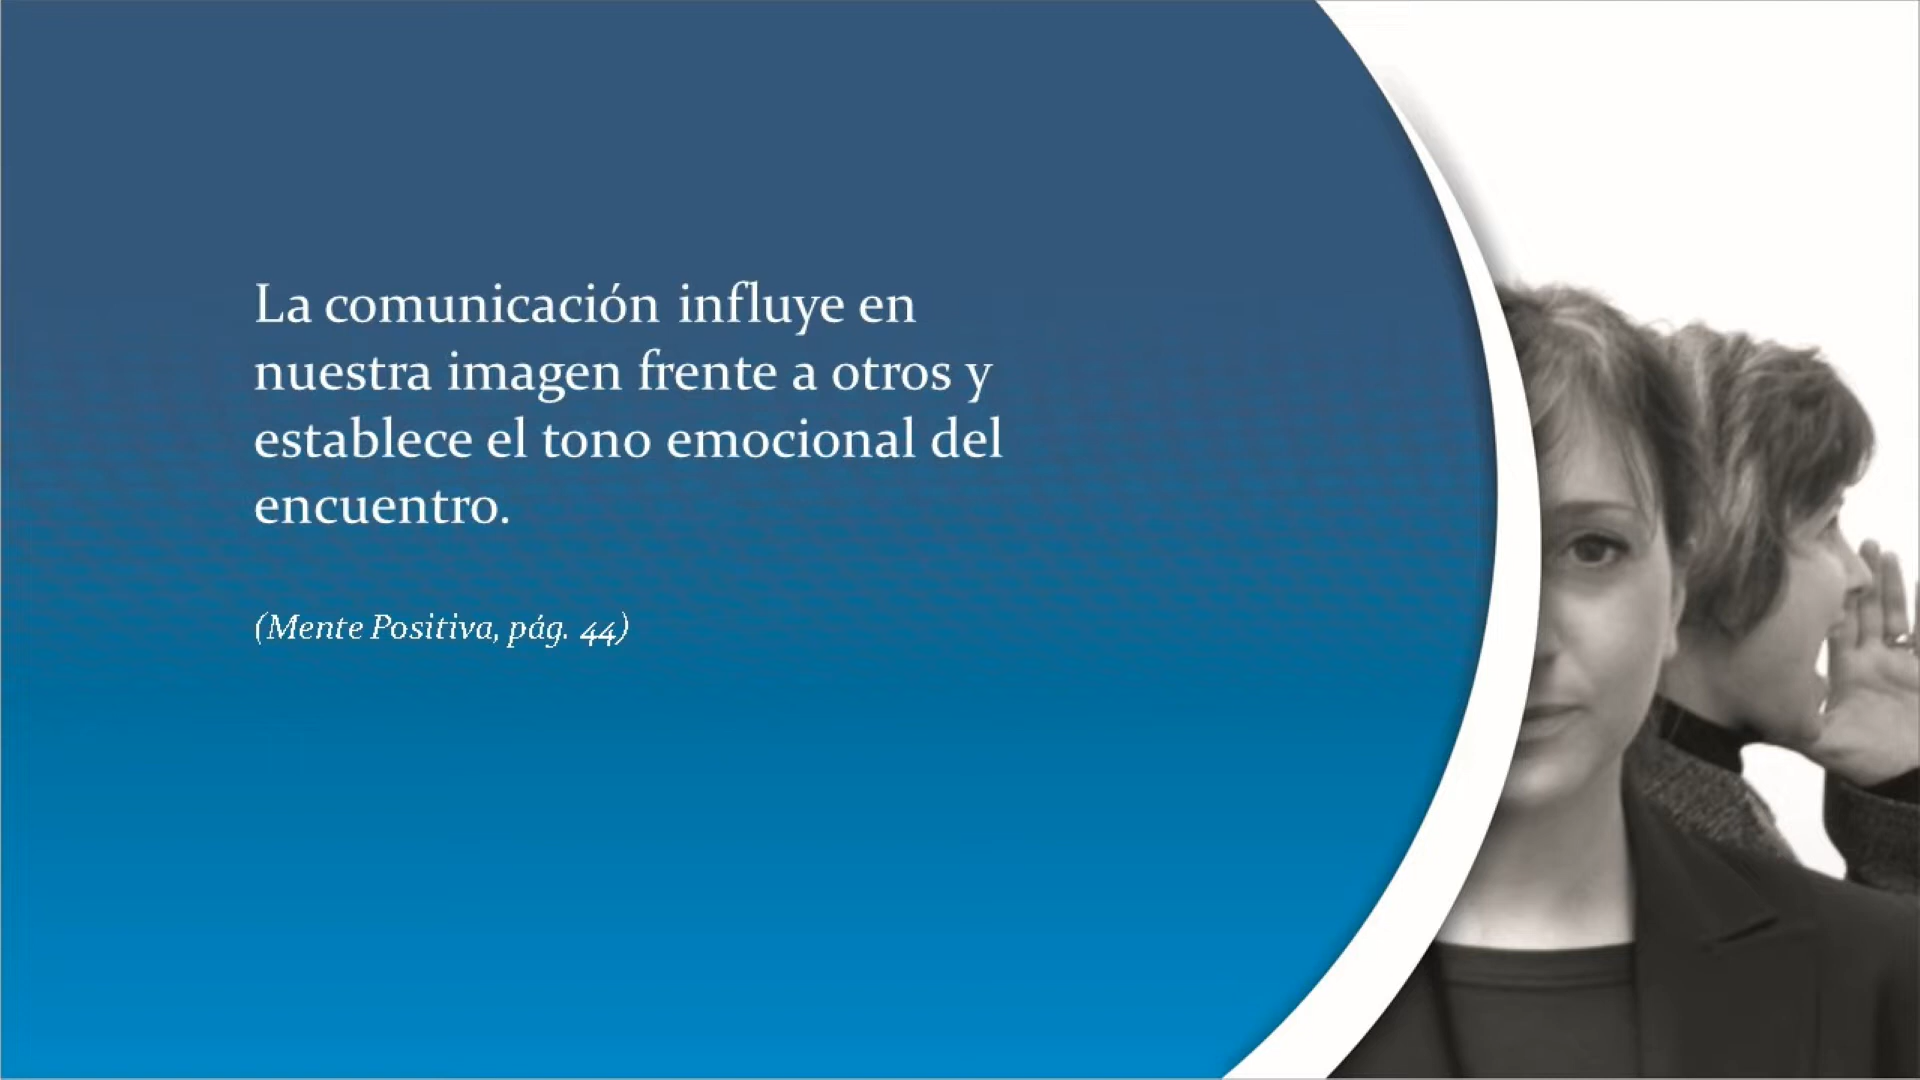 La comunicación influye en
nuestra imagen frente a otros y
establece el tono emocional del
encuentro.
(Mente Positiva, pág. 44)